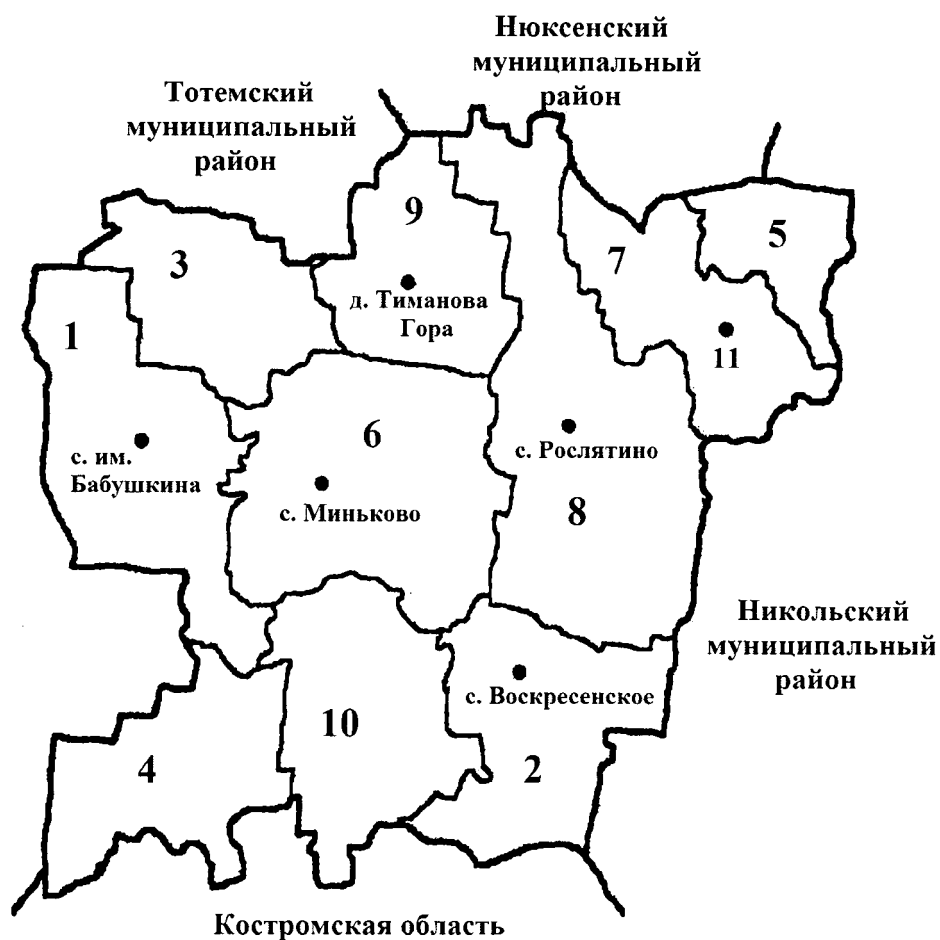 Нюксенский
муниципальный
район
Тотемский
муниципальный
район
9
5
3
7
д. Тиманова
Гора
1
11
6
с. им.
Бабушкина
с. Рослятино
с. Миньково
8
Никольский
муниципальный
район
с. Воскресенское
10
4
2
Костромская область